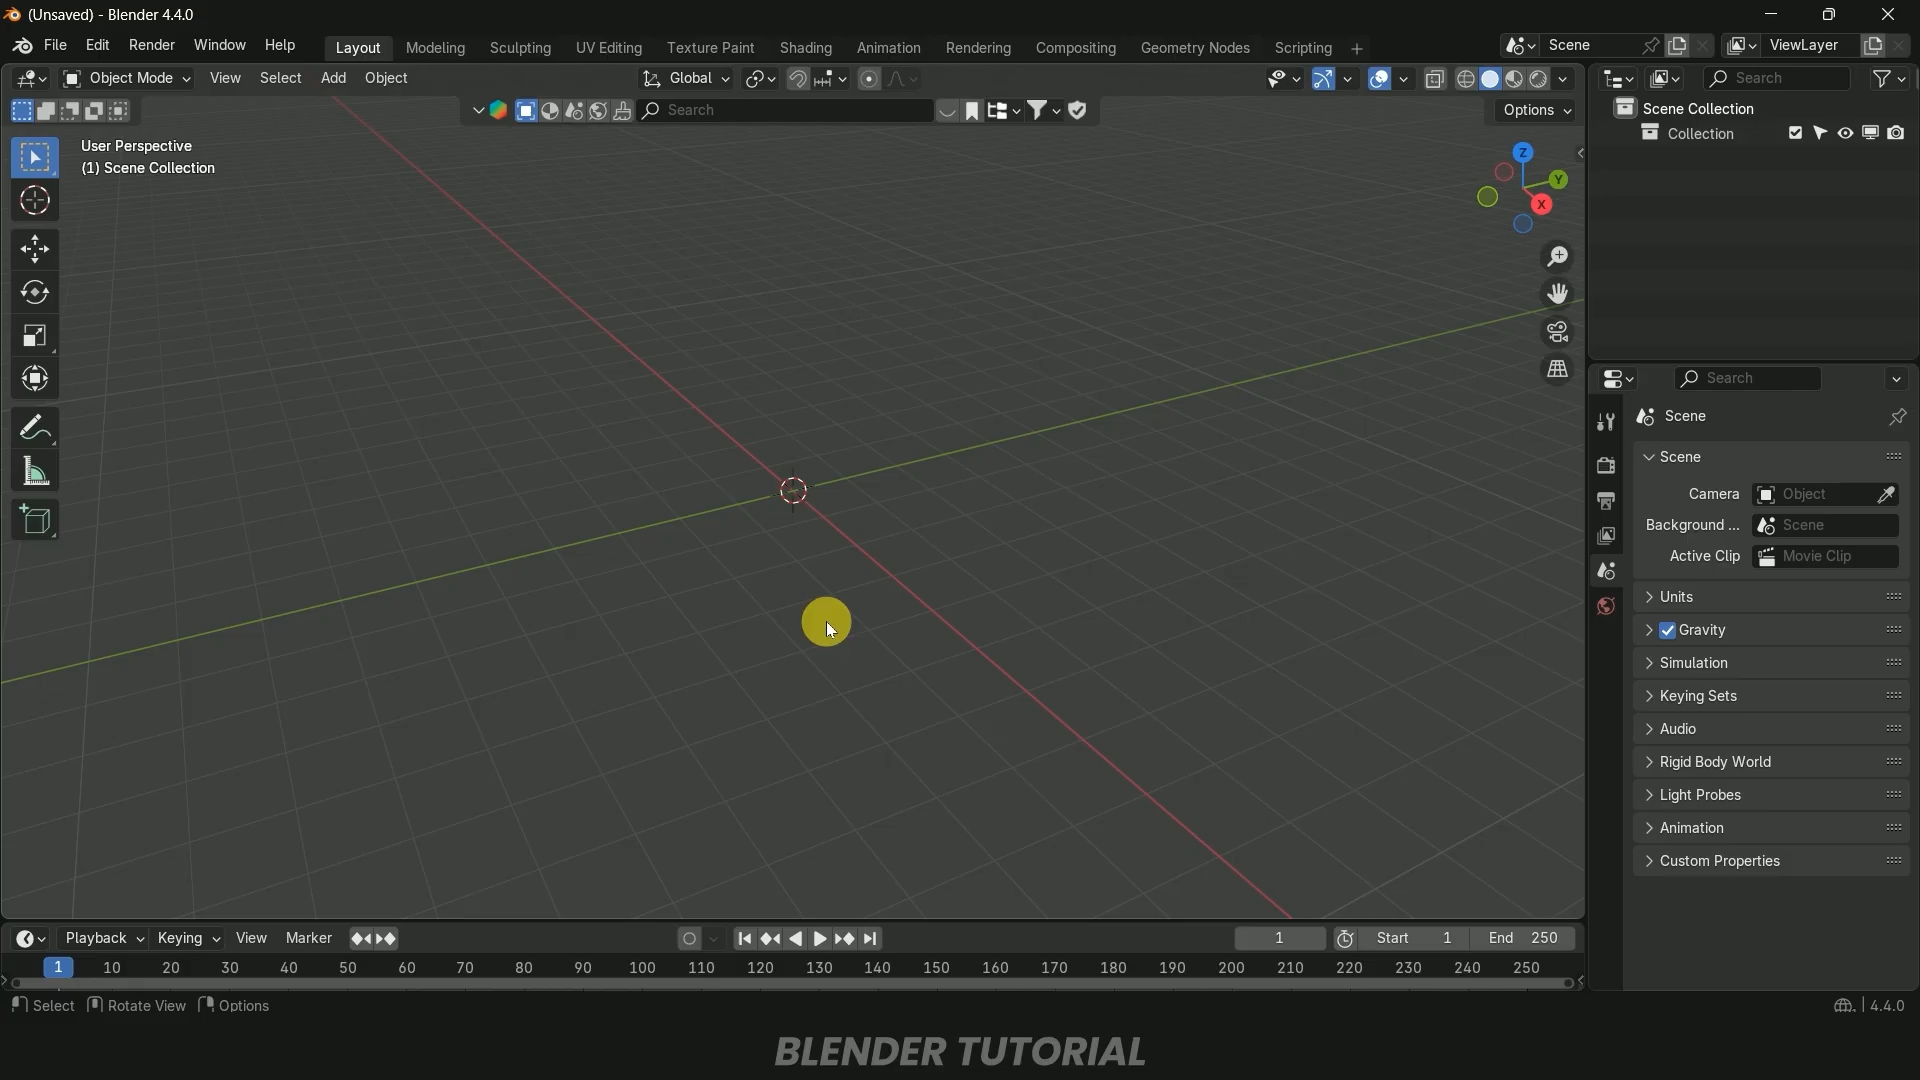 (Unsaved) - Blender 4.4.0
File Edit Render Window Help Layout Modeling Sculpting UV Editing Texture Paint Shading Animation Rendering Compositing Geometry Nodes Scripting + Scene ViewLayer
Object Mode View Select Add Object Global Search
Search Options
User Perspective
(1) Scene Collection
Z
Y
X
Scene Collection
Collection
Search
Scene
Scene
Camera Object
Background ... Scene
Active Clip Movie Clip
Units
Gravity
Simulation
Keying Sets
Audio
Rigid Body World
Light Probes
Animation
Custom Properties
Playback Keying View Marker 1 Start 1 End 250
1 10 20 30 40 50 60 70 80 90 100 110 120 130 140 150 160 170 180 190 200 210 220 230 240 250
Select Rotate View Options 4.4.0
BLENDER TUTORIAL